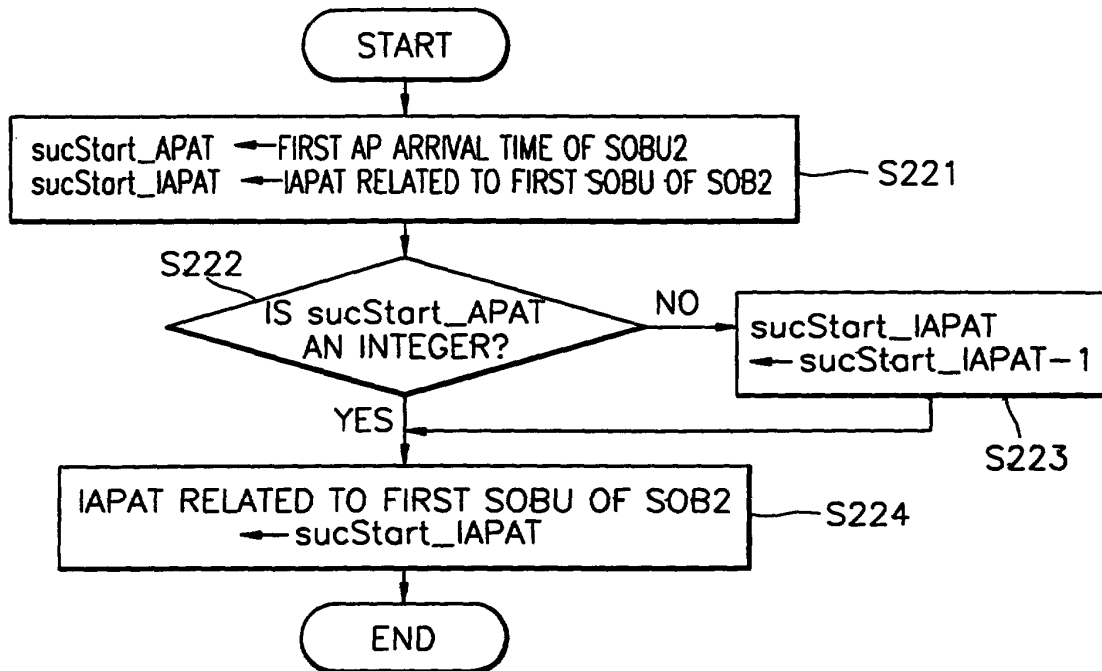 START
sucStart_APAT ← FIRST AP ARRIVAL TIME OF SOBU2
sucStart_IAPAT ← IAPAT RELATED TO FIRST SOBU OF SOB2
S221
S222
IS sucStart_APAT
AN INTEGER?
NO
sucStart_IAPAT
← sucStart_IAPAT-1
S223
YES
IAPAT RELATED TO FIRST SOBU OF SOB2
← sucStart_IAPAT
S224
END